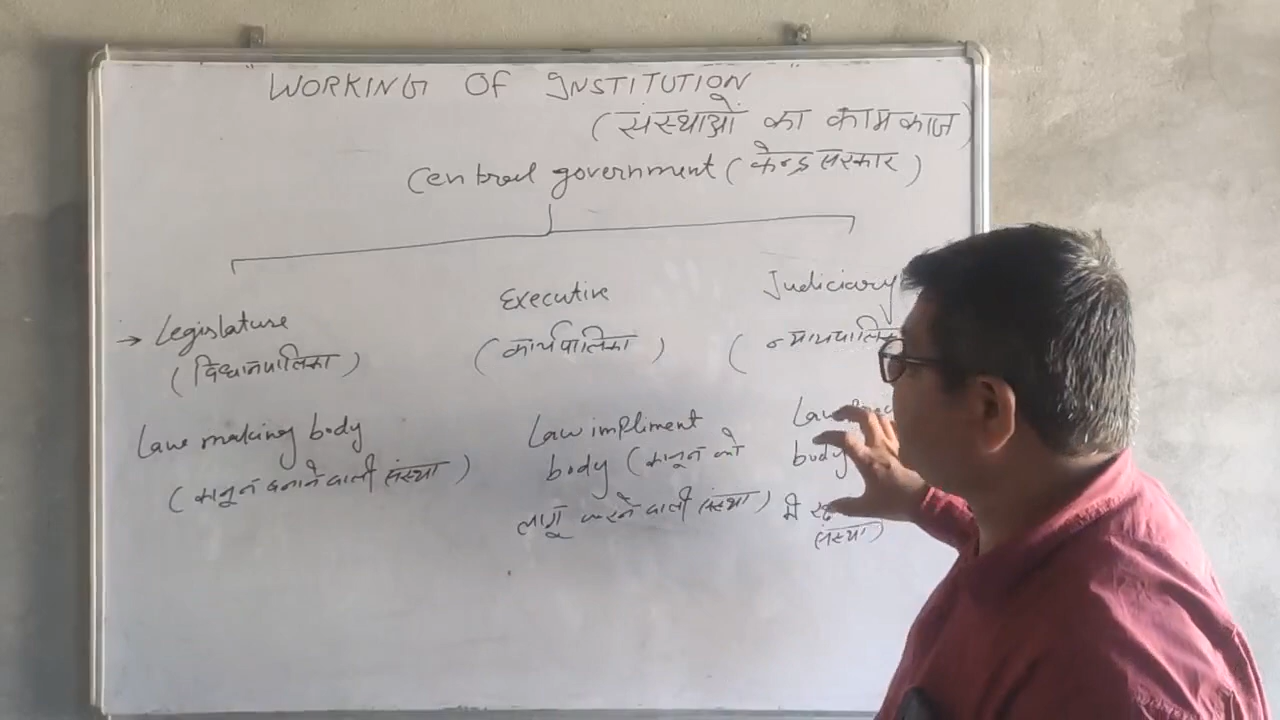 "WORKING OF INSTITUTION"
(संस्थाओं का कामकाज)
Central government (केन्द्र सरकार)
→ Legislature
(विधानपालिका)
Executive
(कार्यपालिका)
Judiciary
(न्यायपालिका
Law making body
(कानून बनाने वाली संस्था)
Law impliment
body (कानून को
लागू करने वाली संस्था)
Law
body
में
संस्था)